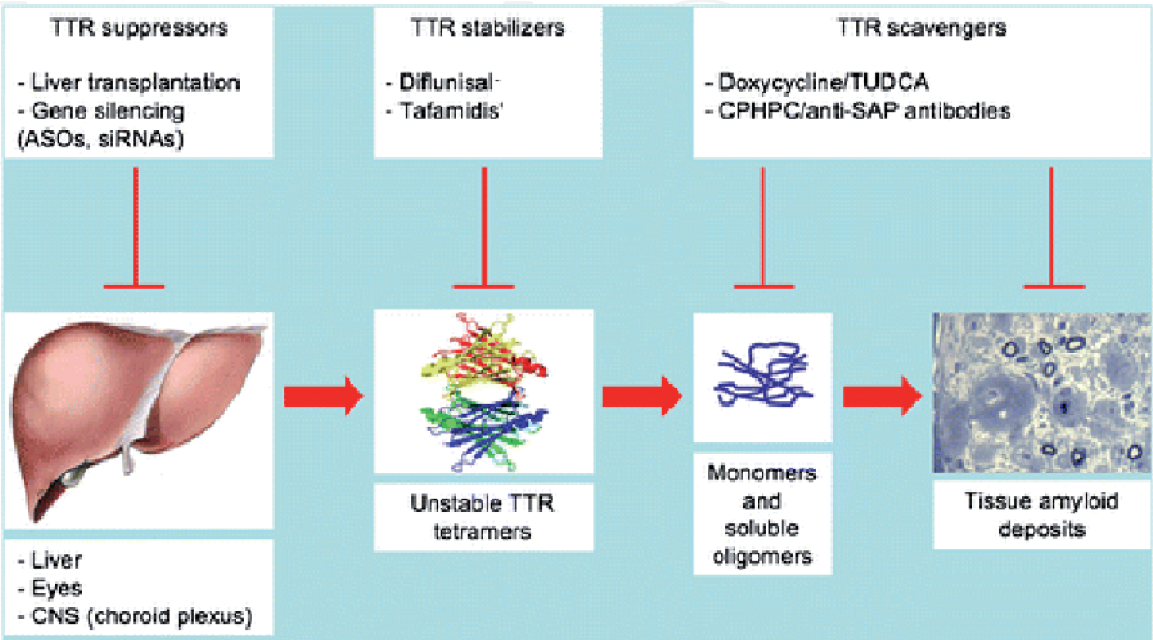 TTR suppressors
- Liver transplantation
- Gene silencing
(ASOs, siRNAs)
TTR stabilizers
- Diflunisal-
- Tafamidis'
TTR scavengers
- Doxycycline/TUDCA
- CPHPC/anti-SAP antibodies
Unstable TTR
tetramers
Monomers
and
soluble
oligomers
Tissue amyloid
deposits
- Liver
- Eyes
- CNS (choroid plexus)